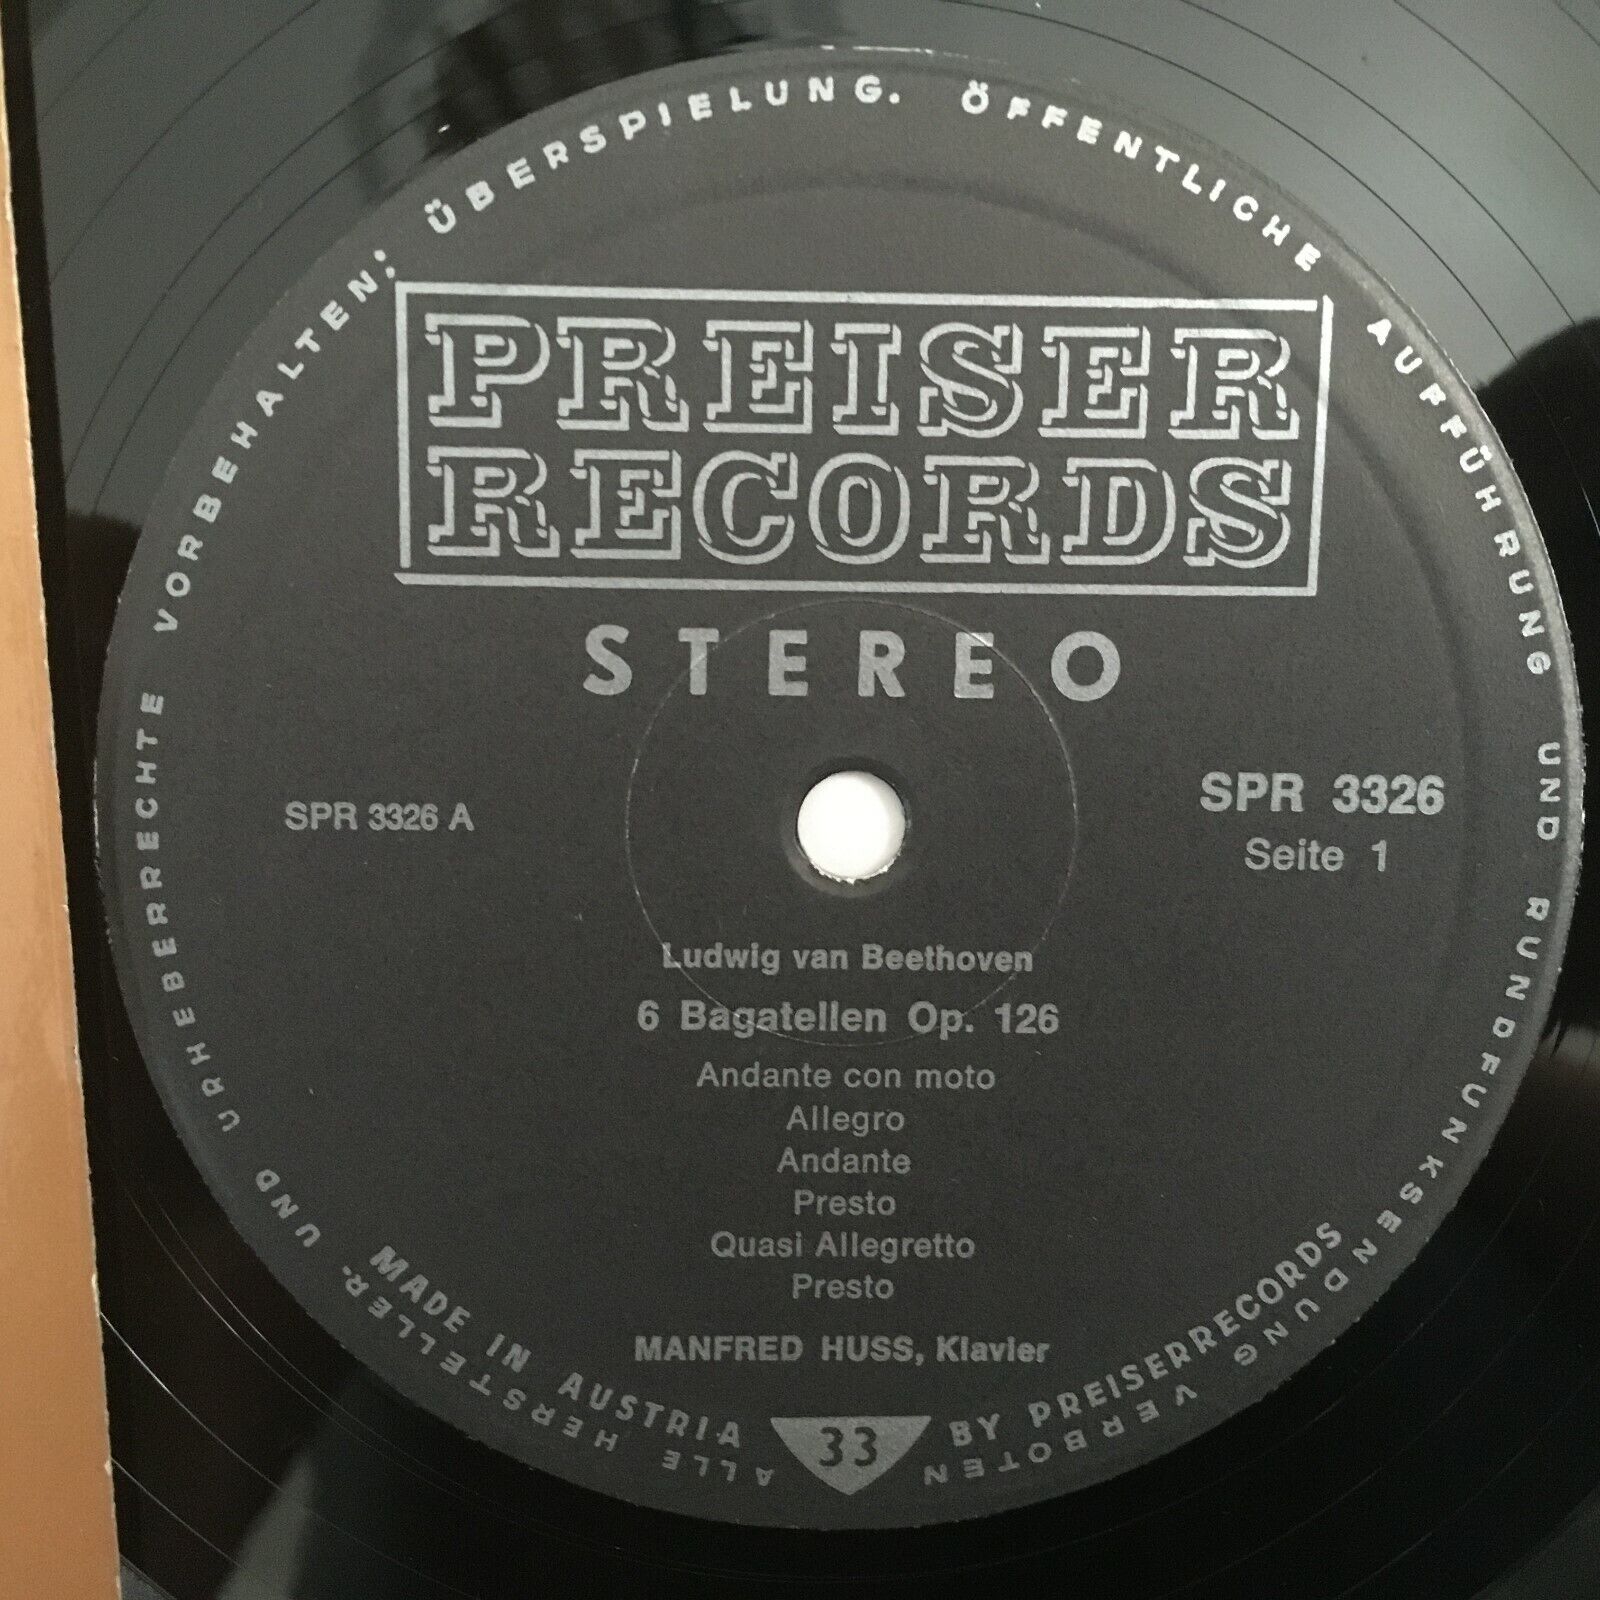 ALLE HERSTELLER- UND URHEBERRECHTE VORBEHALTEN; ÜBERSPIELUNG. ÖFFENTLICHE AUFFÜHRUNG UND RUNDFUNKSENDUNG VERBOTEN
PREISER
RECORDS
STEREO
SPR 3326 A
SPR 3326
Seite 1
Ludwig van Beethoven
6 Bagatellen Op. 126
Andante con moto
Allegro
Andante
Presto
Quasi Allegretto
Presto
MANFRED HUSS, Klavier
MADE IN AUSTRIA
33
BY PREISERRECORDS